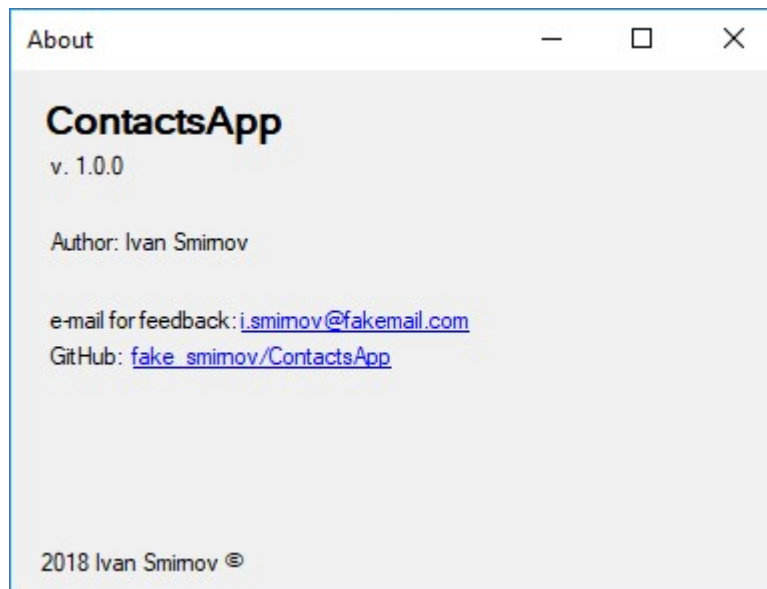 About
ContactsApp
v. 1.0.0
Author: Ivan Smirnov
e-mail for feedback: i.smirnov@fakemail.com
GitHub: fake_smirnov/ContactsApp
2018 Ivan Smirnov ©